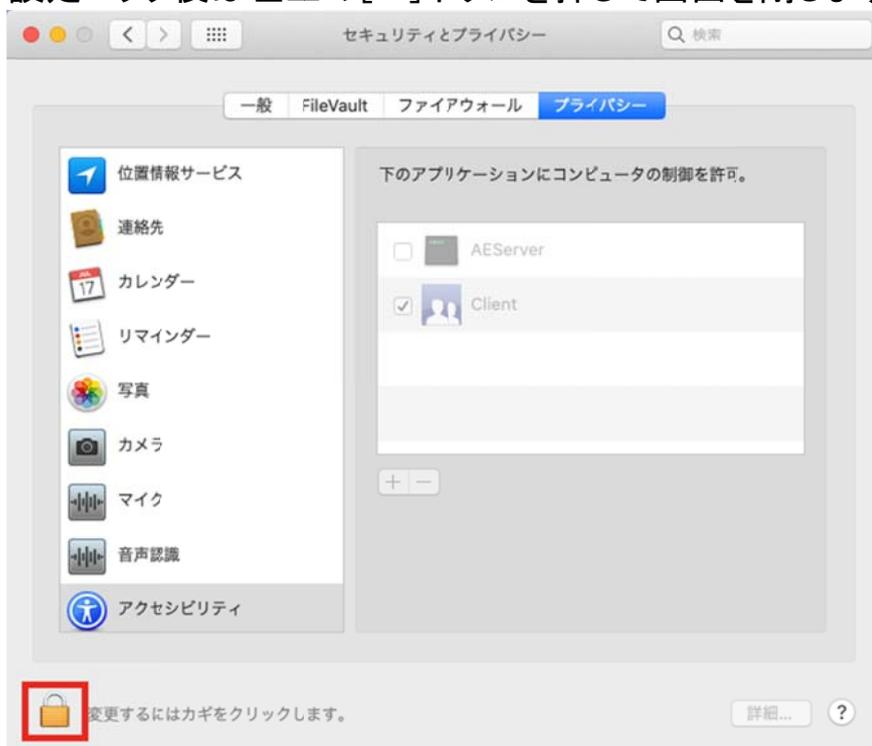 セキュリティとプライバシー
検索
一般 FileVault ファイアウォール プライバシー
位置情報サービス
連絡先
JUL
17
カレンダー
リマインダー
写真
カメラ
マイク
音声認識
アクセシビリティ
下のアプリケーションにコンピュータの制御を許可。
AEServer
Client
+ −
変更するにはカギをクリックします。
詳細... ?